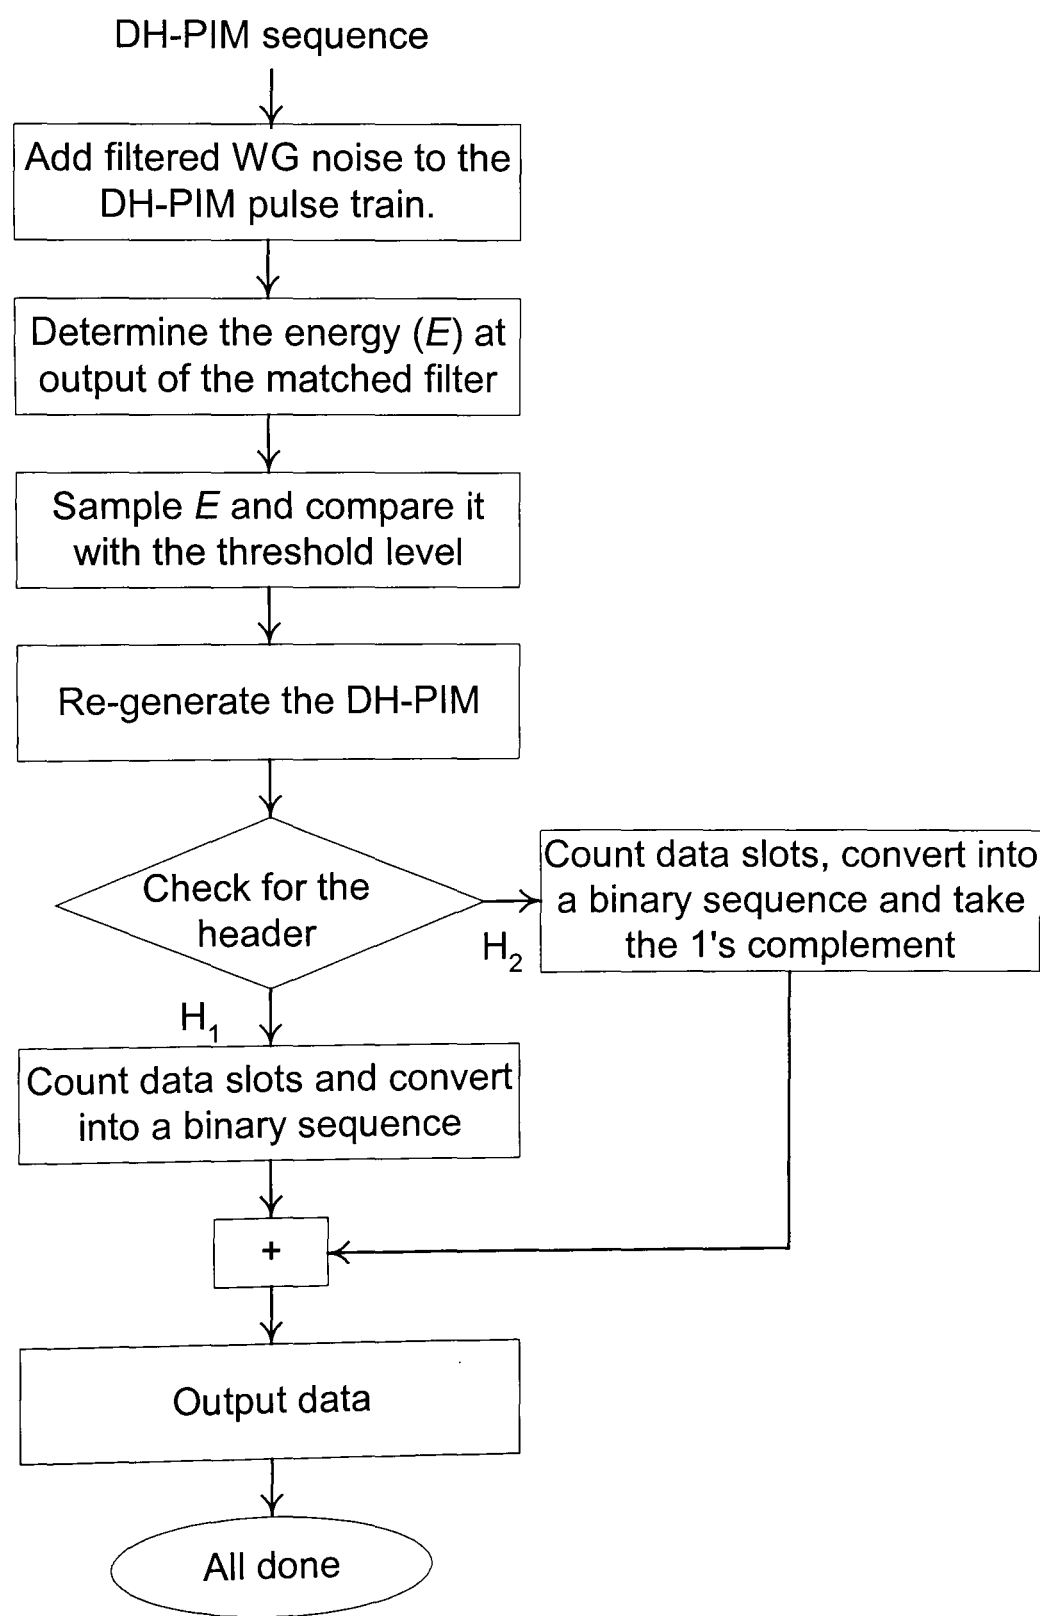 DH-PIM sequence
Add filtered WG noise to the
DH-PIM pulse train.
Determine the energy (E) at
output of the matched filter
Sample E and compare it
with the threshold level
Re-generate the DH-PIM
Check for the
header
H₂
Count data slots, convert into
a binary sequence and take
the 1's complement
H₁
Count data slots and convert
into a binary sequence
+
Output data
All done